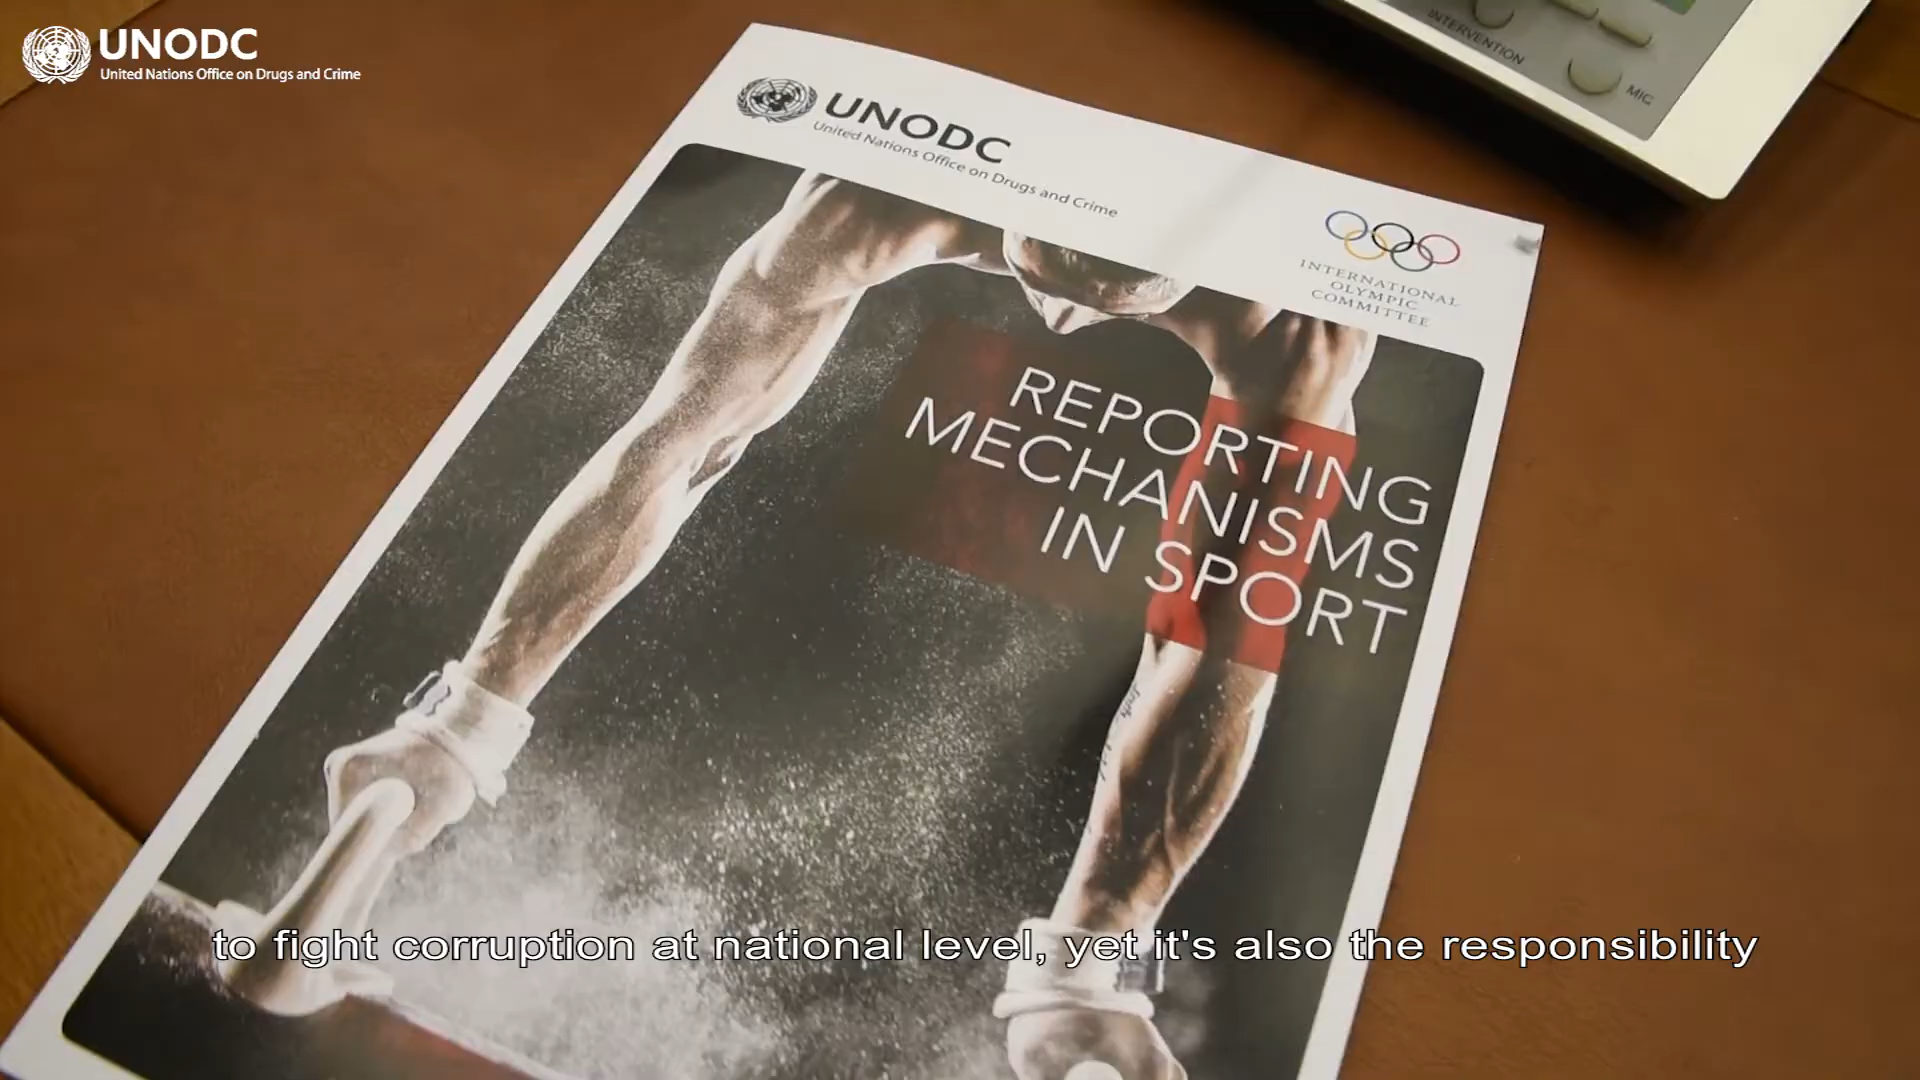 UNODC
United Nations Office on Drugs and Crime
INTERVENTION
MIC
UNODC
United Nations Office on Drugs and Crime
INTERNATIONAL
OLYMPIC
COMMITTEE
REPORTING
MECHANISMS
IN SPORT
to fight corruption at national level, yet it's also the responsibility